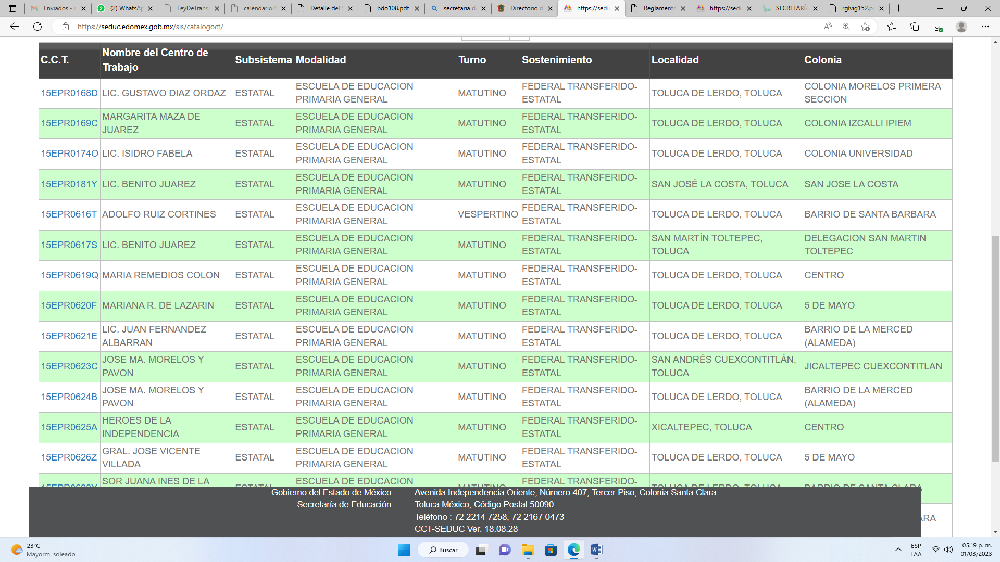 Enviados - r
(2) WhatsAp
LeyDeTransp
calendario2
Detalle del S
bdo108.pdf
secretaria d
Directorio d
https://sedu
Reglamento
https://sedu
SECRETARÍA
rglvig152.p
https://seduc.edomex.gob.mx/sis/catalogoct/
C.C.T. Nombre del Centro de Trabajo Subsistema Modalidad Turno Sostenimiento Localidad Colonia
15EPR0168D LIC. GUSTAVO DIAZ ORDAZ ESTATAL ESCUELA DE EDUCACION PRIMARIA GENERAL MATUTINO FEDERAL TRANSFERIDO-ESTATAL TOLUCA DE LERDO, TOLUCA COLONIA MORELOS PRIMERA SECCION
15EPR0169C MARGARITA MAZA DE JUAREZ ESTATAL ESCUELA DE EDUCACION PRIMARIA GENERAL MATUTINO FEDERAL TRANSFERIDO-ESTATAL TOLUCA DE LERDO, TOLUCA COLONIA IZCALLI IPIEM
15EPR0174O LIC. ISIDRO FABELA ESTATAL ESCUELA DE EDUCACION PRIMARIA GENERAL MATUTINO FEDERAL TRANSFERIDO-ESTATAL TOLUCA DE LERDO, TOLUCA COLONIA UNIVERSIDAD
15EPR0181Y LIC. BENITO JUAREZ ESTATAL ESCUELA DE EDUCACION PRIMARIA GENERAL MATUTINO FEDERAL TRANSFERIDO-ESTATAL SAN JOSÉ LA COSTA, TOLUCA SAN JOSE LA COSTA
15EPR0616T ADOLFO RUIZ CORTINES ESTATAL ESCUELA DE EDUCACION PRIMARIA GENERAL VESPERTINO FEDERAL TRANSFERIDO-ESTATAL TOLUCA DE LERDO, TOLUCA BARRIO DE SANTA BARBARA
15EPR0617S LIC. BENITO JUAREZ ESTATAL ESCUELA DE EDUCACION PRIMARIA GENERAL MATUTINO FEDERAL TRANSFERIDO-ESTATAL SAN MARTÍN TOLTEPEC, TOLUCA DELEGACION SAN MARTIN TOLTEPEC
15EPR0619Q MARIA REMEDIOS COLON ESTATAL ESCUELA DE EDUCACION PRIMARIA GENERAL MATUTINO FEDERAL TRANSFERIDO-ESTATAL TOLUCA DE LERDO, TOLUCA CENTRO
15EPR0620F MARIANA R. DE LAZARIN ESTATAL ESCUELA DE EDUCACION PRIMARIA GENERAL MATUTINO FEDERAL TRANSFERIDO-ESTATAL TOLUCA DE LERDO, TOLUCA 5 DE MAYO
15EPR0621E LIC. JUAN FERNANDEZ ALBARRAN ESTATAL ESCUELA DE EDUCACION PRIMARIA GENERAL MATUTINO FEDERAL TRANSFERIDO-ESTATAL TOLUCA DE LERDO, TOLUCA BARRIO DE LA MERCED (ALAMEDA)
15EPR0623C JOSE MA. MORELOS Y PAVON ESTATAL ESCUELA DE EDUCACION PRIMARIA GENERAL MATUTINO FEDERAL TRANSFERIDO-ESTATAL SAN ANDRÉS CUEXCONTITLÁN, TOLUCA JICALTEPEC CUEXCONTITLAN
15EPR0624B JOSE MA. MORELOS Y PAVON ESTATAL ESCUELA DE EDUCACION PRIMARIA GENERAL MATUTINO FEDERAL TRANSFERIDO-ESTATAL TOLUCA DE LERDO, TOLUCA BARRIO DE LA MERCED (ALAMEDA)
15EPR0625A HEROES DE LA INDEPENDENCIA ESTATAL ESCUELA DE EDUCACION PRIMARIA GENERAL MATUTINO FEDERAL TRANSFERIDO-ESTATAL XICALTEPEC, TOLUCA CENTRO
15EPR0626Z GRAL. JOSE VICENTE VILLADA ESTATAL ESCUELA DE EDUCACION PRIMARIA GENERAL MATUTINO FEDERAL TRANSFERIDO-ESTATAL TOLUCA DE LERDO, TOLUCA 5 DE MAYO
SOR JUANA INES DE LA ESTATAL ESCUELA DE EDUCACION MATUTINO FEDERAL TRANSFERIDO- TOLUCA DE LERDO, TOLUCA BARRIO DE SANTA CLARA
Gobierno del Estado de México
Secretaría de Educación
Avenida Independencia Oriente, Número 407, Tercer Piso, Colonia Santa Clara
Toluca México, Código Postal 50090
Teléfono : 72 2214 7258, 72 2167 0473
CCT-SEDUC Ver. 18.08.28
23°C
Mayorm. soleado
Buscar
ESP
LAA
05:19 p. m.
01/03/2023